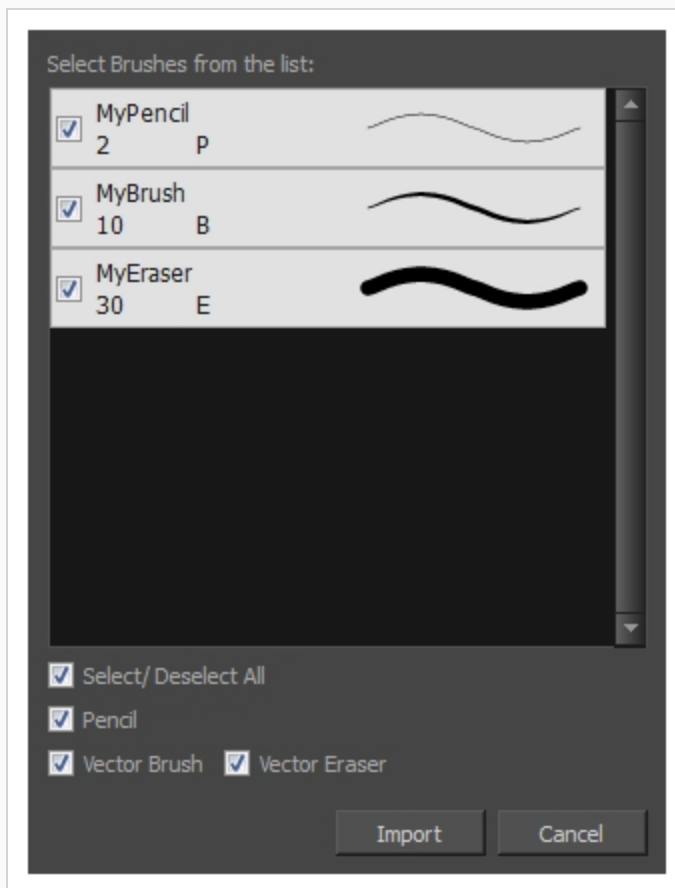 Select Brushes from the list:
MyPencil
2 P
MyBrush
10 B
MyEraser
30 E
Select/ Deselect All
Pencil
Vector Brush Vector Eraser
Import Cancel